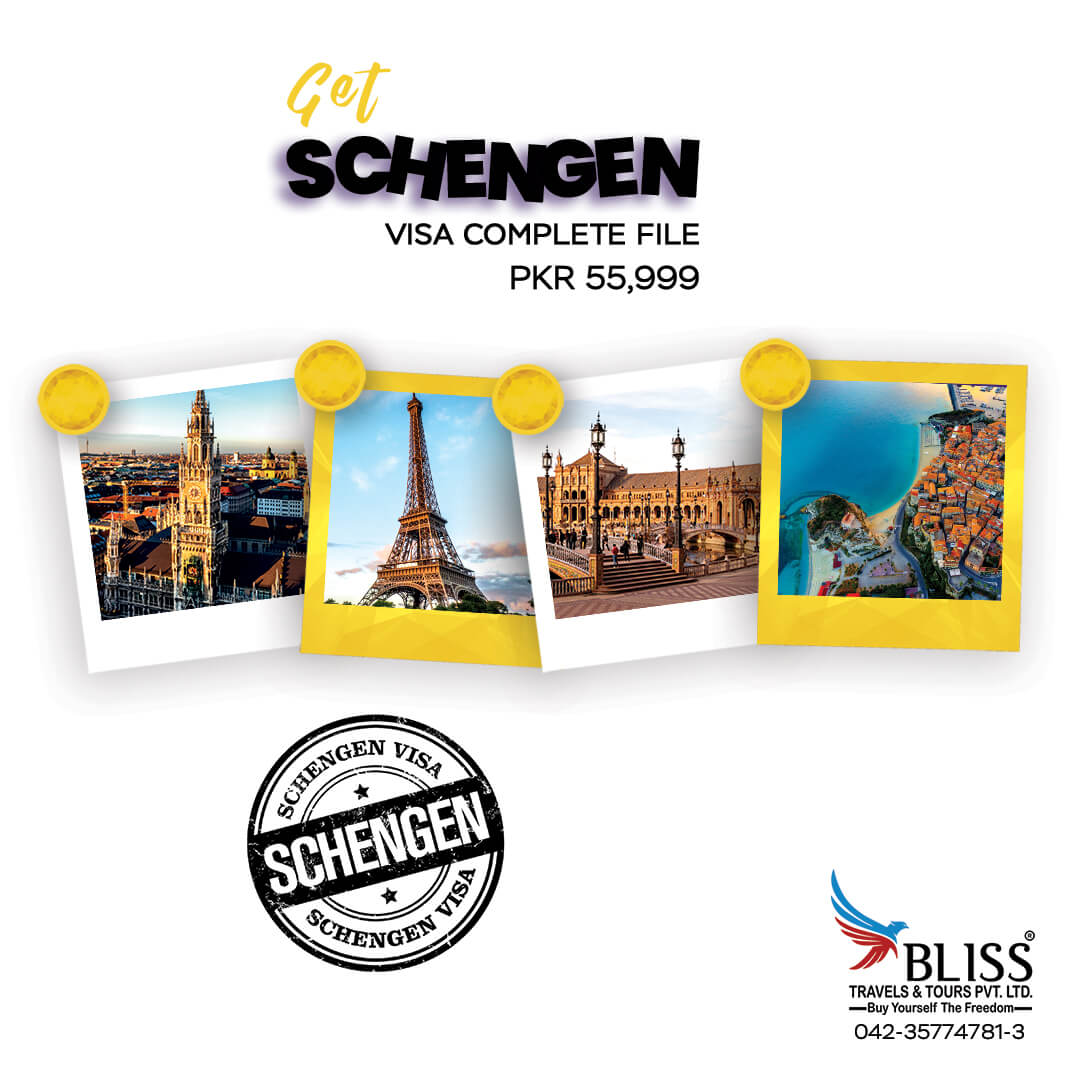 Get
SCHENGEN
VISA COMPLETE FILE
PKR 55,999
SCHENGEN VISA
SCHENGEN
SCHENGEN VISA
BLISS®
TRAVELS & TOURS PVT. LTD.
Buy Yourself The Freedom
042-35774781-3